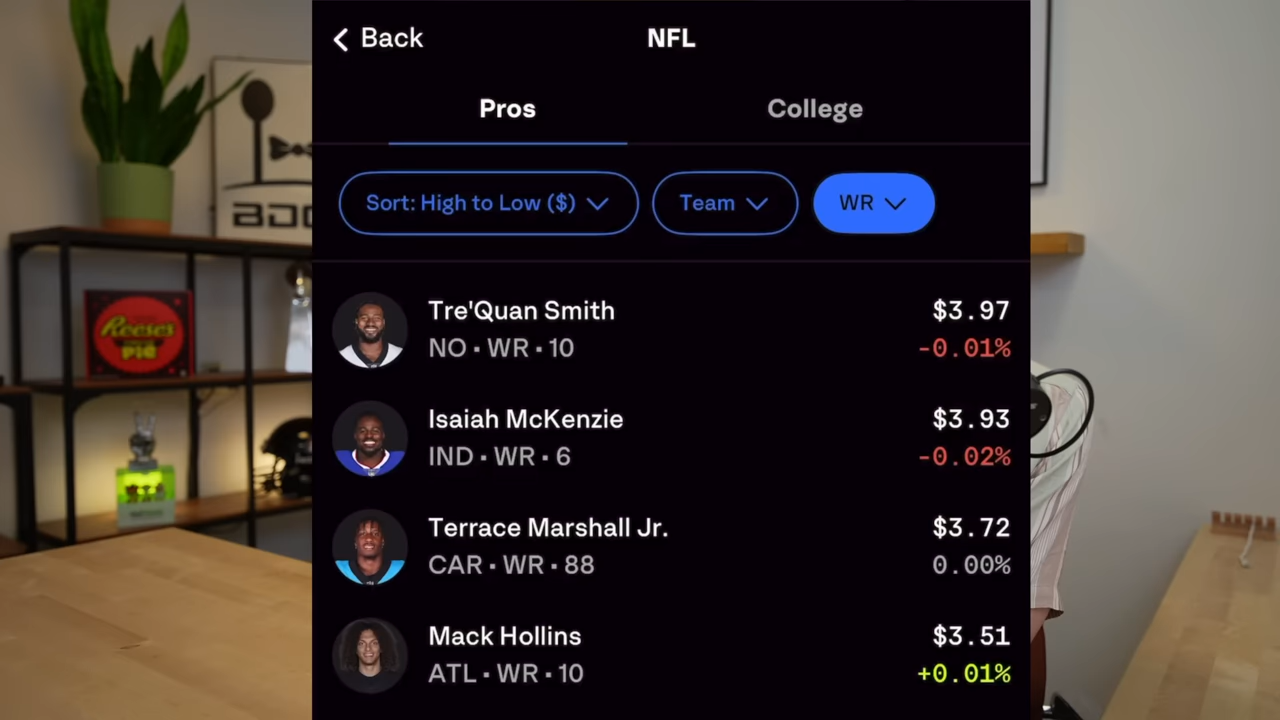 Back
NFL
Pros
College
Sort: High to Low ($)
Team
WR
Tre'Quan Smith
$3.97
NO • WR • 10
-0.01%
Isaiah McKenzie
$3.93
IND • WR • 6
-0.02%
Terrace Marshall Jr.
$3.72
CAR • WR • 88
0.00%
Mack Hollins
$3.51
ATL • WR • 10
+0.01%
Reese's
PIE